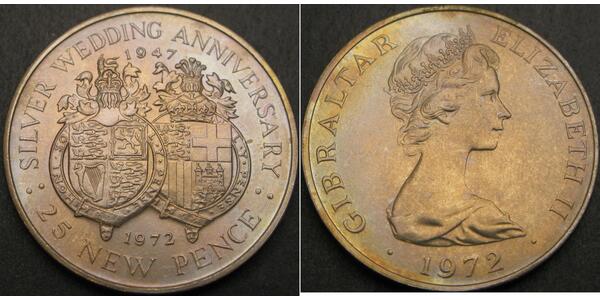 SILVER WEDDING ANNIVERSARY
1947
1972
· 25 NEW PENCE ·
· GIBRALTAR
ELIZABETH II ·
1972